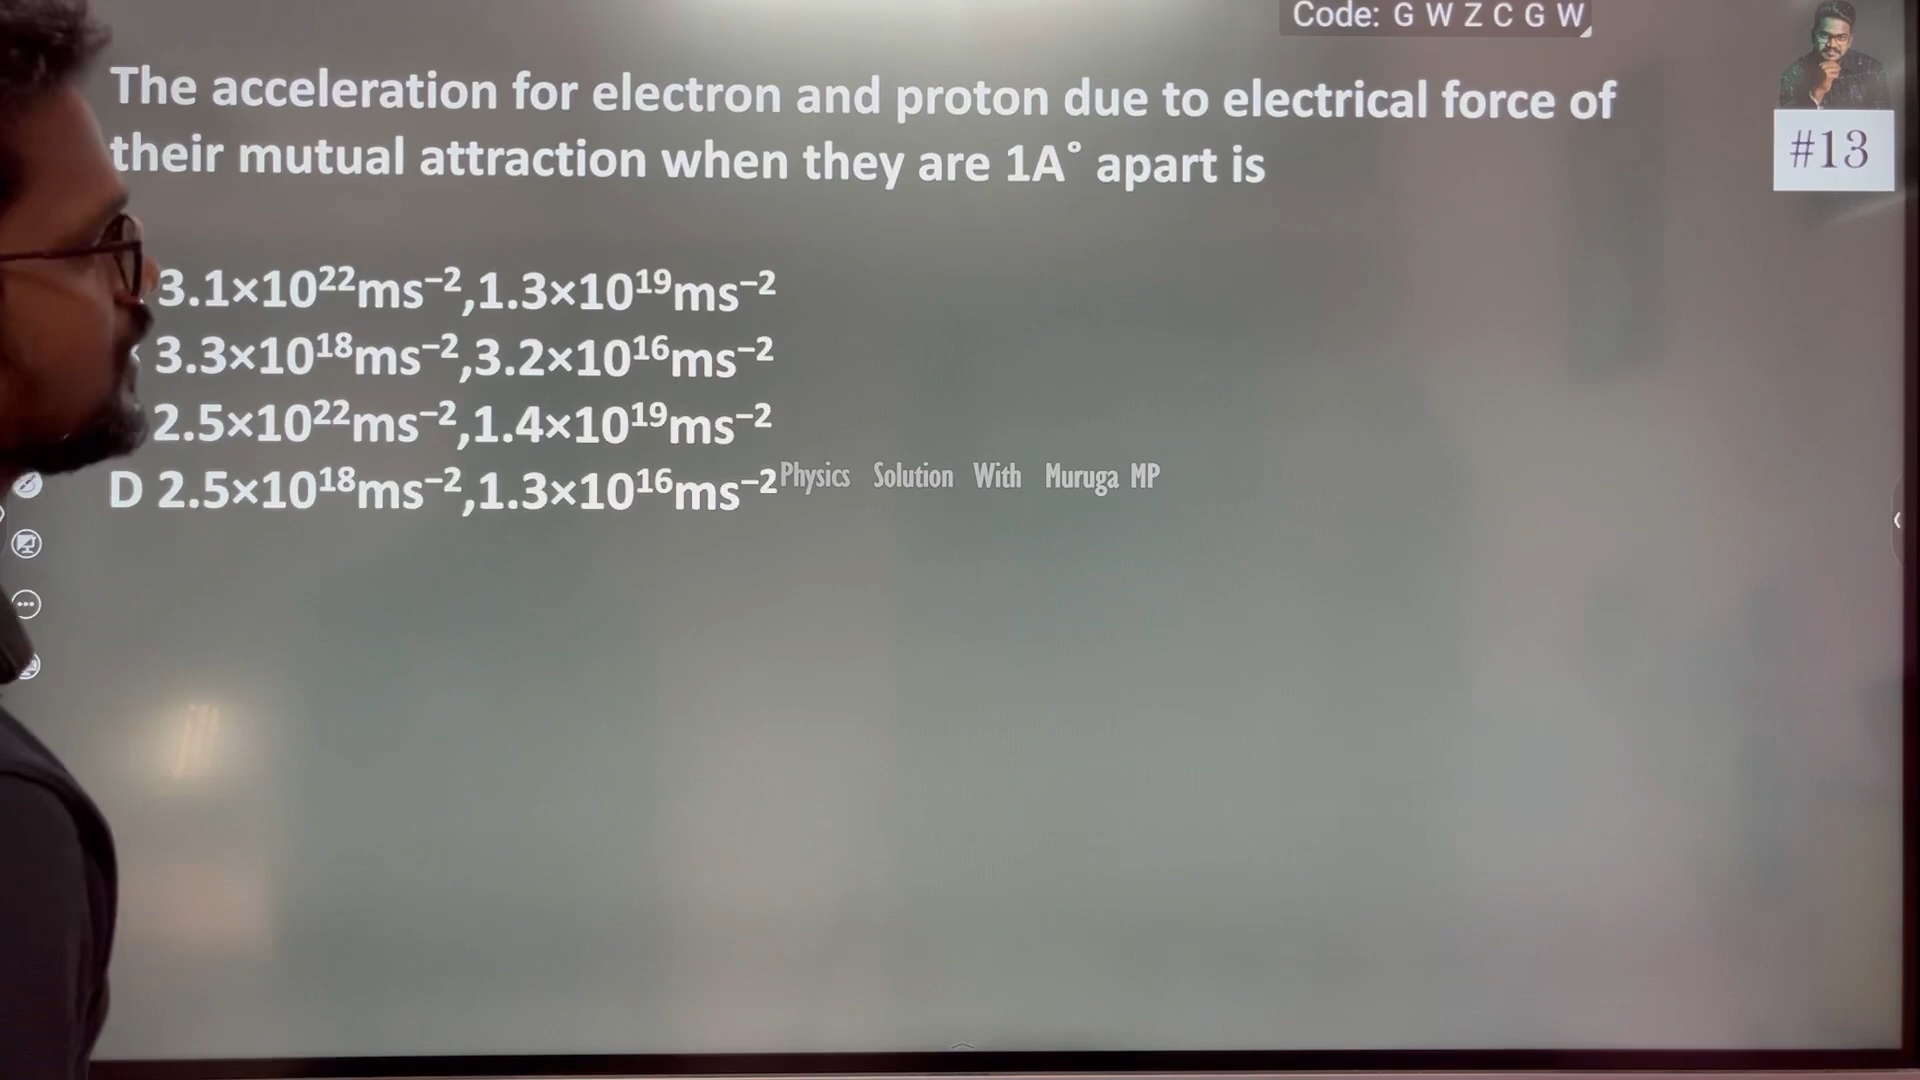 Code: G W Z C G W
The acceleration for electron and proton due to electrical force of
their mutual attraction when they are 1A° apart is
#13
3.1×10²²ms⁻²,1.3×10¹⁹ms⁻²
3.3×10¹⁸ms⁻²,3.2×10¹⁶ms⁻²
2.5×10²²ms⁻²,1.4×10¹⁹ms⁻²
D 2.5×10¹⁸ms⁻²,1.3×10¹⁶ms⁻²
Physics Solution With Muruga MP